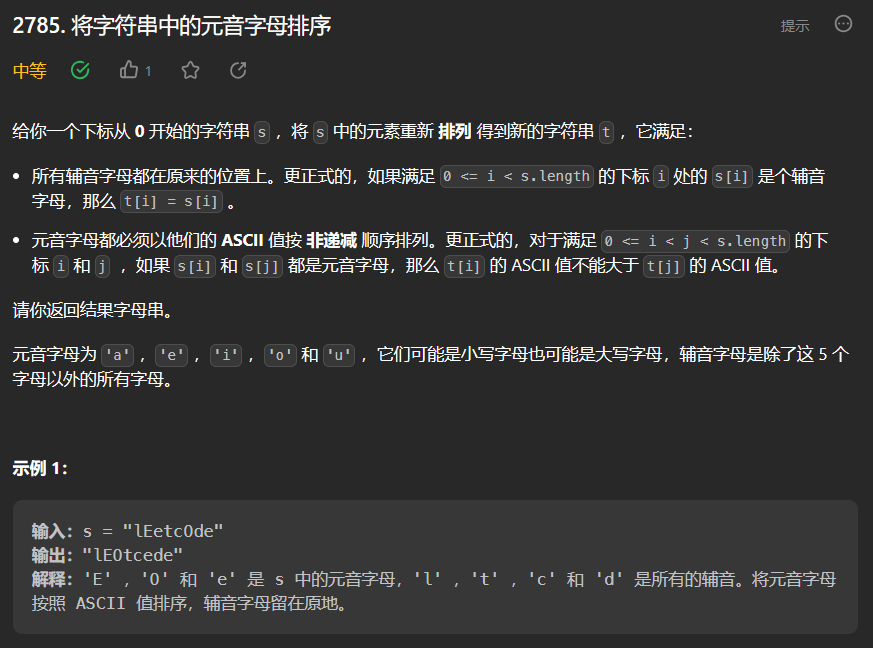 2785. 将字符串中的元音字母排序
提示
中等
1
给你一个下标从 0 开始的字符串 s ，将 s 中的元素重新 排列 得到新的字符串 t ，它满足：
所有辅音字母都在原来的位置上。更正式的，如果满足 0 <= i < s.length 的下标 i 处的 s[i] 是个辅音
字母，那么 t[i] = s[i] 。
元音字母都必须以他们的 ASCII 值按 非递减 顺序排列。更正式的，对于满足 0 <= i < j < s.length 的下
标 i 和 j ，如果 s[i] 和 s[j] 都是元音字母，那么 t[i] 的 ASCII 值不能大于 t[j] 的 ASCII 值。
请你返回结果字母串。
元音字母为 'a' ，'e' ，'i' ，'o' 和 'u' ，它们可能是小写字母也可能是大写字母，辅音字母是除了这 5 个
字母以外的所有字母。
示例 1：
输入：s = "lEetcOde"
输出："lEOtcede"
解释：'E' ，'O' 和 'e' 是 s 中的元音字母，'l' ，'t' ，'c' 和 'd' 是所有的辅音。将元音字母
按照 ASCII 值排序，辅音字母留在原地。